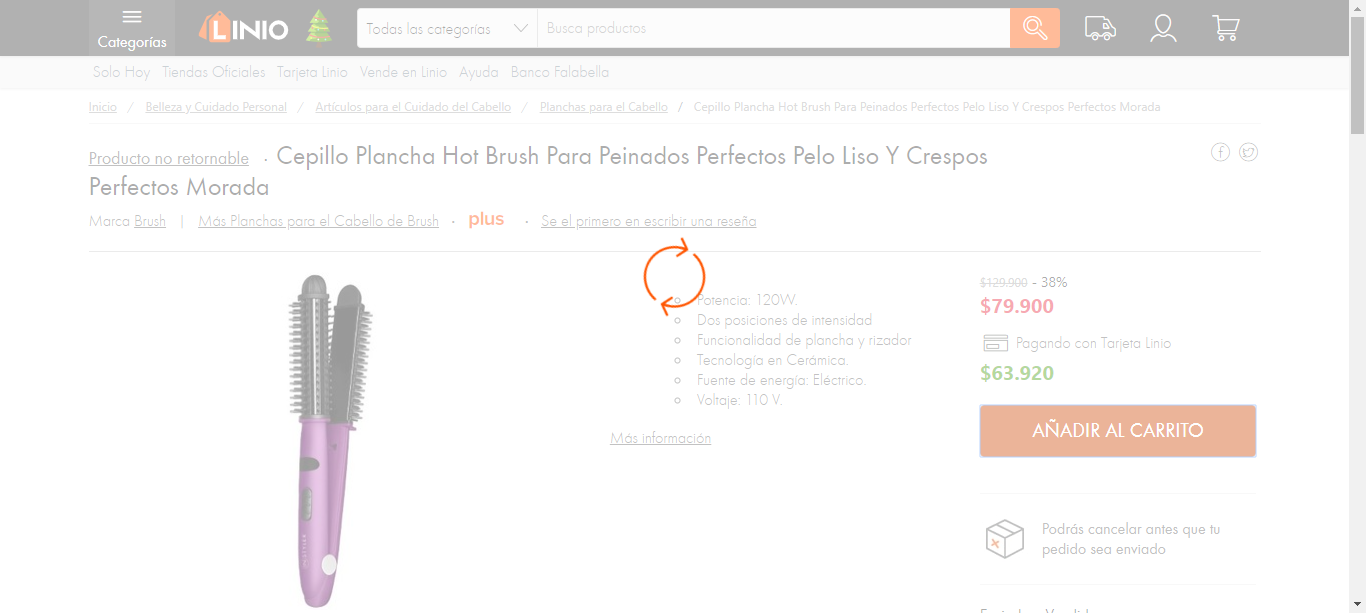 Categorías
LINIO
Todas las categorías
Busca productos
Solo Hoy Tiendas Oficiales Tarjeta Linio Vende en Linio Ayuda Banco Falabella
Inicio / Belleza y Cuidado Personal / Artículos para el Cuidado del Cabello / Planchas para el Cabello / Cepillo Plancha Hot Brush Para Peinados Perfectos Pelo Liso Y Crespos Perfectos Morada
Producto no retornable · Cepillo Plancha Hot Brush Para Peinados Perfectos Pelo Liso Y Crespos
Perfectos Morada
Marca Brush | Más Planchas para el Cabello de Brush · plus · Se el primero en escribir una reseña
Potencia: 120W.
Dos posiciones de intensidad
Funcionalidad de plancha y rizador
Tecnología en Cerámica.
Fuente de energía: Eléctrico.
Voltaje: 110 V.
Más información
$129.900 - 38%
$79.900
Pagando con Tarjeta Linio
$63.920
AÑADIR AL CARRITO
Podrás cancelar antes que tu
pedido sea enviado